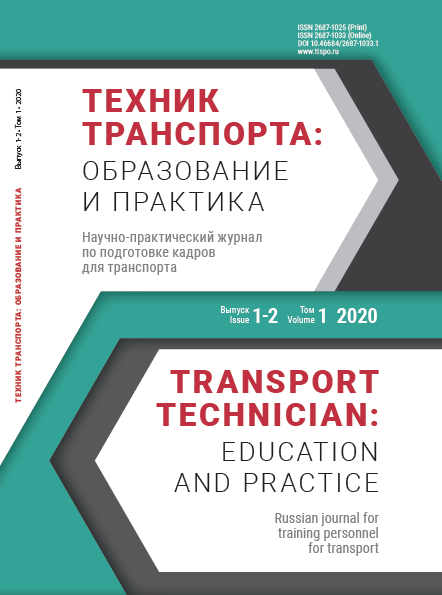 ISSN 2687-1025 (Print)
ISSN 2687-1033 (Online)
DOI 10.46684/2687-1033.1
www.ttspo.ru
ТЕХНИК
ТРАНСПОРТА:
ОБРАЗОВАНИЕ
И ПРАКТИКА
Научно-практический журнал
по подготовке кадров
для транспорта
Выпуск 1-2 • Том 1 • 2020
ТЕХНИК ТРАНСПОРТА: ОБРАЗОВАНИЕ И ПРАКТИКА
Выпуск
Issue 1-2
Том
Volume 1 2020
TRANSPORT
TECHNICIAN:
EDUCATION
AND PRACTICE
Russian journal for
training personnel
for transport